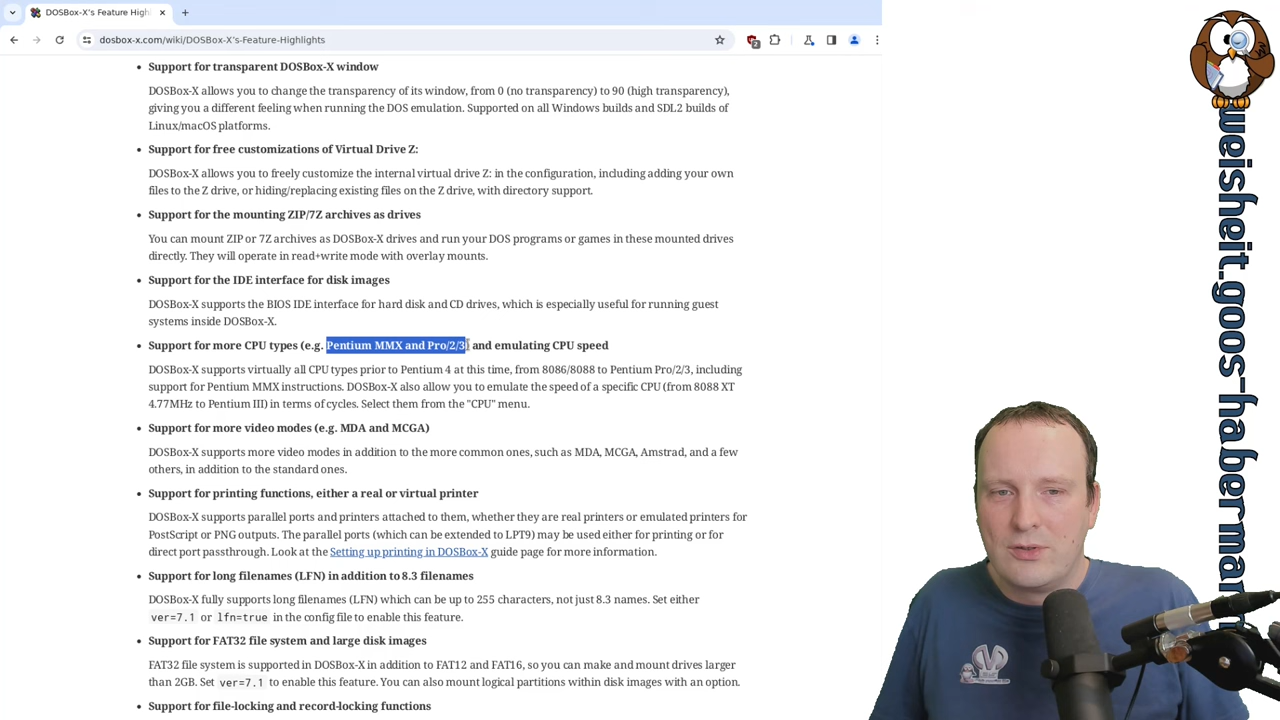 DOSBox-X's Feature High
dosbox-x.com/wiki/DOSBox-X's-Feature-Highlights
2
• Support for transparent DOSBox-X window
DOSBox-X allows you to change the transparency of its window, from 0 (no transparency) to 90 (high transparency),
giving you a different feeling when running the DOS emulation. Supported on all Windows builds and SDL2 builds of
Linux/macOS platforms.
• Support for free customizations of Virtual Drive Z:
DOSBox-X allows you to freely customize the internal virtual drive Z: in the configuration, including adding your own
files to the Z drive, or hiding/replacing existing files on the Z drive, with directory support.
• Support for the mounting ZIP/7Z archives as drives
You can mount ZIP or 7Z archives as DOSBox-X drives and run your DOS programs or games in these mounted drives
directly. They will operate in read+write mode with overlay mounts.
• Support for the IDE interface for disk images
DOSBox-X supports the BIOS IDE interface for hard disk and CD drives, which is especially useful for running guest
systems inside DOSBox-X.
• Support for more CPU types (e.g. Pentium MMX and Pro/2/3) and emulating CPU speed
DOSBox-X supports virtually all CPU types prior to Pentium 4 at this time, from 8086/8088 to Pentium Pro/2/3, including
support for Pentium MMX instructions. DOSBox-X also allow you to emulate the speed of a specific CPU (from 8088 XT
4.77MHz to Pentium III) in terms of cycles. Select them from the "CPU" menu.
• Support for more video modes (e.g. MDA and MCGA)
DOSBox-X supports more video modes in addition to the more common ones, such as MDA, MCGA, Amstrad, and a few
others, in addition to the standard ones.
• Support for printing functions, either a real or virtual printer
DOSBox-X supports parallel ports and printers attached to them, whether they are real printers or emulated printers for
PostScript or PNG outputs. The parallel ports (which can be extended to LPT9) may be used either for printing or for
direct port passthrough. Look at the Setting up printing in DOSBox-X guide page for more information.
• Support for long filenames (LFN) in addition to 8.3 filenames
DOSBox-X fully supports long filenames (LFN) which can be up to 255 characters, not just 8.3 names. Set either
ver=7.1 or lfn=true in the config file to enable this feature.
• Support for FAT32 file system and large disk images
FAT32 file system is supported in DOSBox-X in addition to FAT12 and FAT16, so you can make and mount drives larger
than 2GB. Set ver=7.1 to enable this feature. You can also mount logical partitions within disk images with an option.
• Support for file-locking and record-locking functions
weisheit.goos-haberman